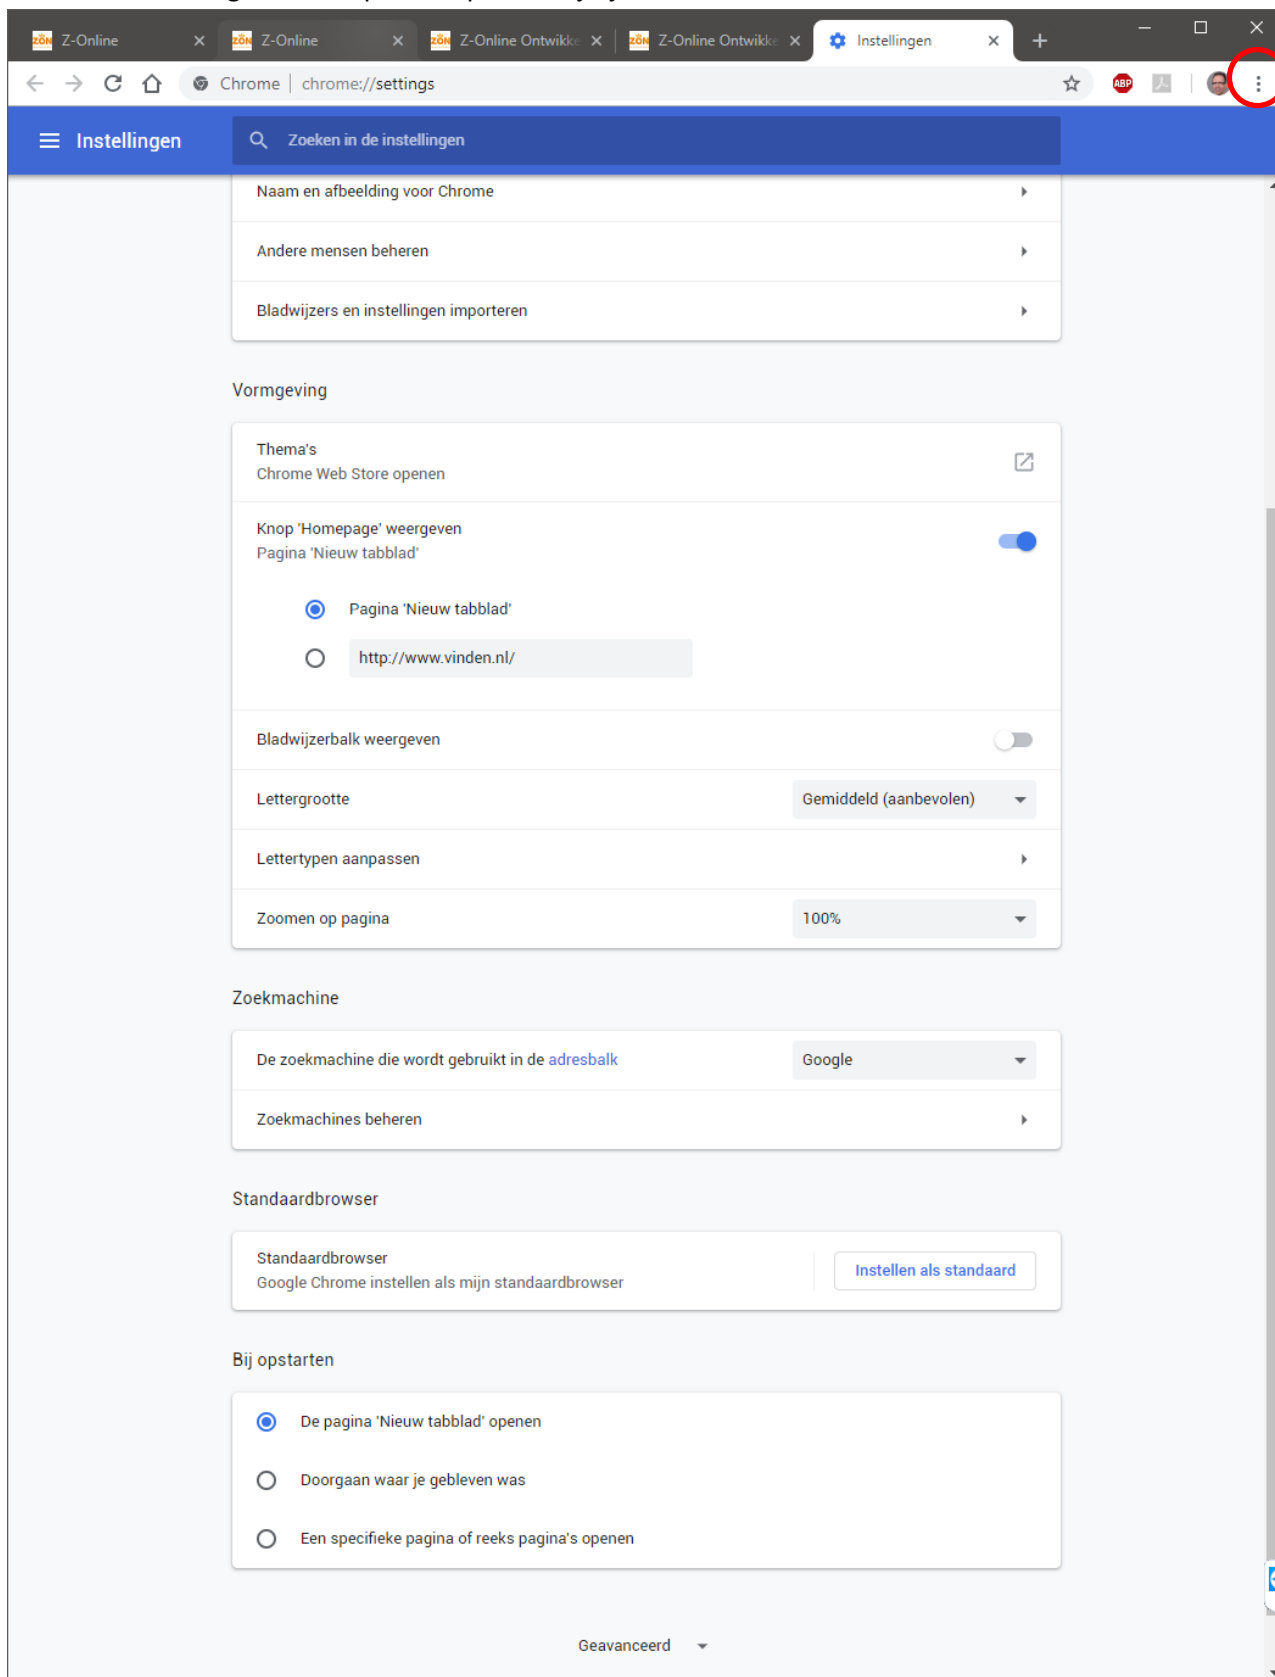 zôn Z-Online zôn Z-Online zôn Z-Online Ontwikke zôn Z-Online Ontwikke Instellingen
Chrome | chrome://settings ABP
Instellingen Zoeken in de instellingen
Naam en afbeelding voor Chrome
Andere mensen beheren
Bladwijzers en instellingen importeren
Vormgeving
Thema's
Chrome Web Store openen
Knop 'Homepage' weergeven
Pagina 'Nieuw tabblad'
Pagina 'Nieuw tabblad'
http://www.vinden.nl/
Bladwijzerbalk weergeven
Lettergrootte Gemiddeld (aanbevolen)
Lettertypen aanpassen
Zoomen op pagina 100%
Zoekmachine
De zoekmachine die wordt gebruikt in de adresbalk Google
Zoekmachines beheren
Standaardbrowser
Standaardbrowser
Google Chrome instellen als mijn standaardbrowser Instellen als standaard
Bij opstarten
De pagina 'Nieuw tabblad' openen
Doorgaan waar je gebleven was
Een specifieke pagina of reeks pagina's openen
Geavanceerd